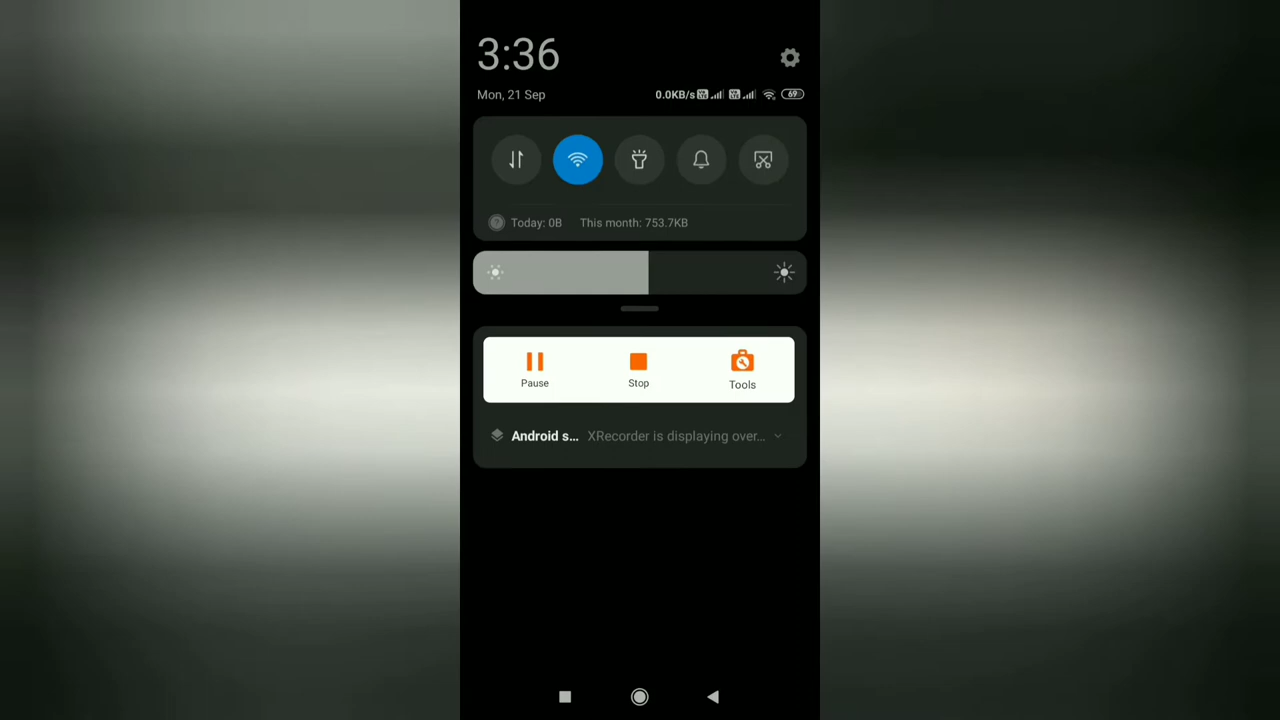 3:36
Mon, 21 Sep 0.0KB/s 69
Today: 0B This month: 753.7KB
Pause Stop Tools
Android s... XRecorder is displaying over...